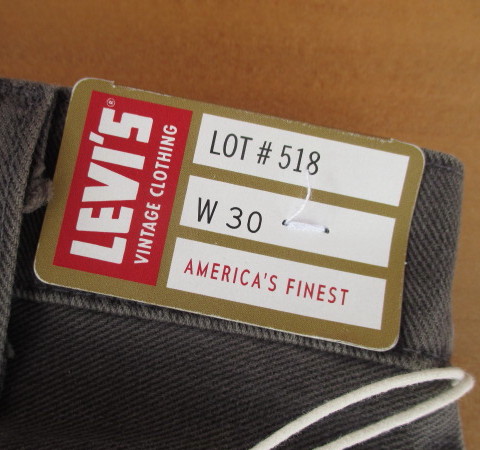 LEVI'S®
VINTAGE CLOTHING
LOT # 518
W 30
AMERICA'S FINEST